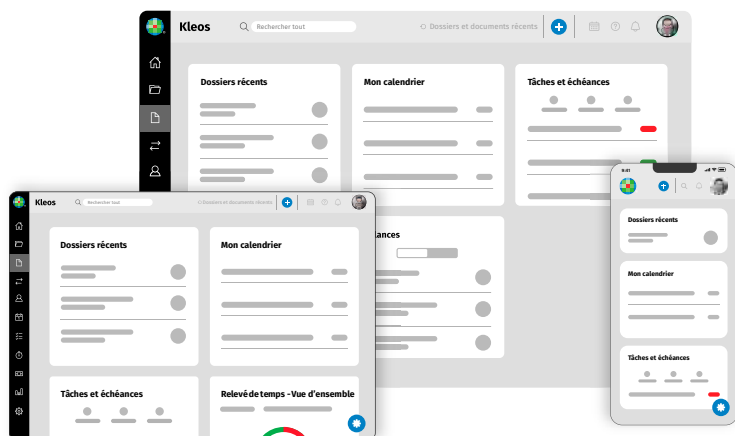 Kleos
Rechercher tout
Dossiers et documents récents
Dossiers récents
Mon calendrier
Tâches et échéances
lances
Kleos
Rechercher tout
Dossiers et documents récents
Dossiers récents
Mon calendrier
Tâches et échéances
Relevé de temps -Vue d’ensemble
9:41
Dossiers récents
Mon calendrier
Tâches et échéances